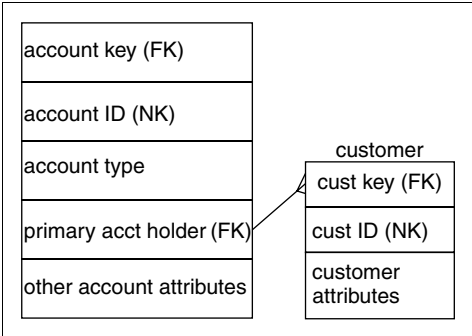 account key (FK)
account ID (NK)
account type
primary acct holder (FK)
other account attributes
customer
cust key (FK)
cust ID (NK)
customer
attributes